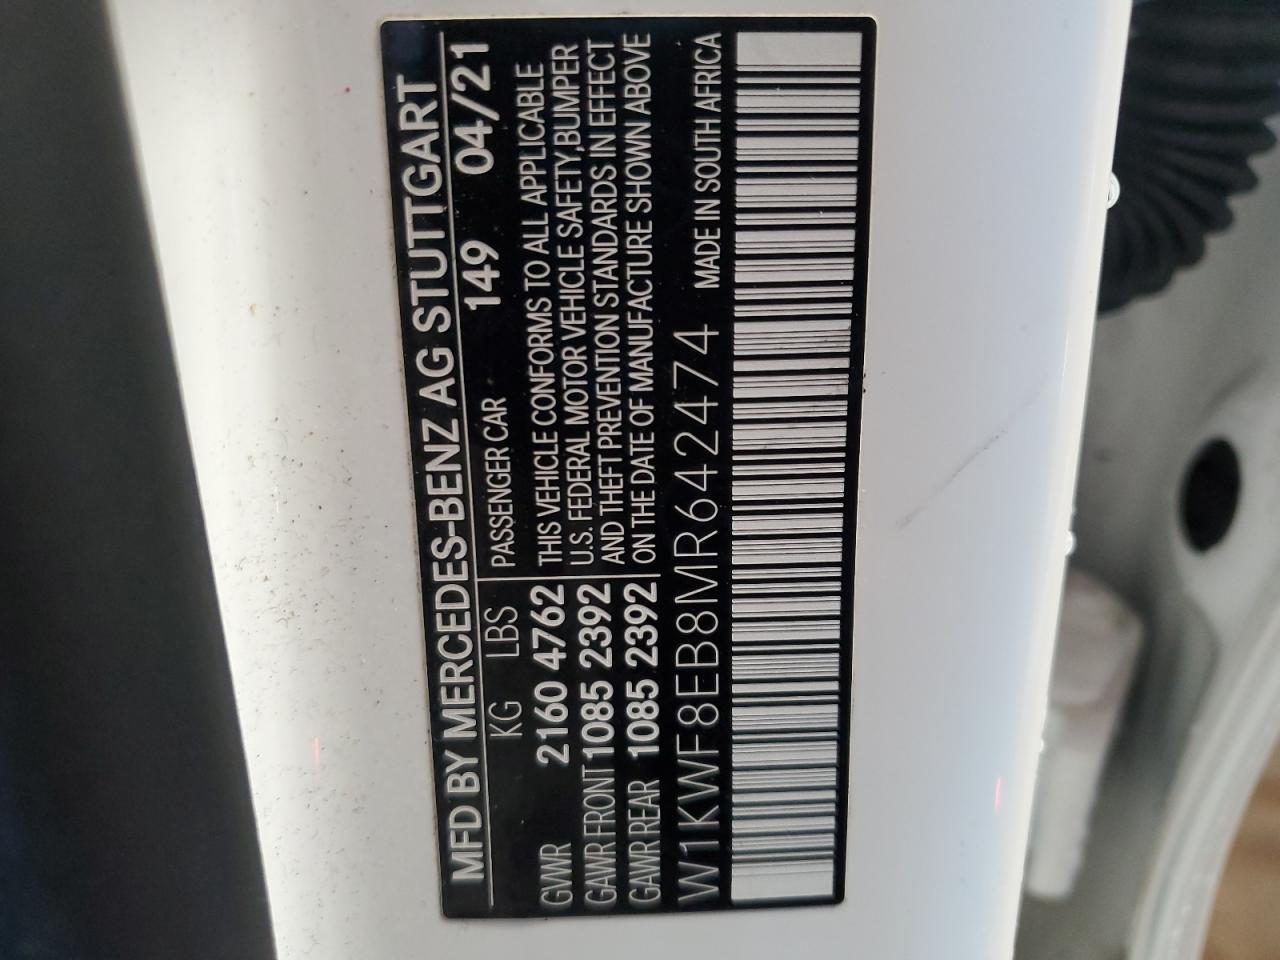 MFD BY MERCEDES-BENZ AG STUTTGART
149 04/21
KG LBS PASSENGER CAR
GVWR 2160 4762 THIS VEHICLE CONFORMS TO ALL APPLICABLE
GAWR FRONT 1085 2392 U.S. FEDERAL MOTOR VEHICLE SAFETY,BUMPER
AND THEFT PREVENTION STANDARDS IN EFFECT
GAWR REAR 1085 2392 ON THE DATE OF MANUFACTURE SHOWN ABOVE
W1KWF8EB8MR642474 MADE IN SOUTH AFRICA